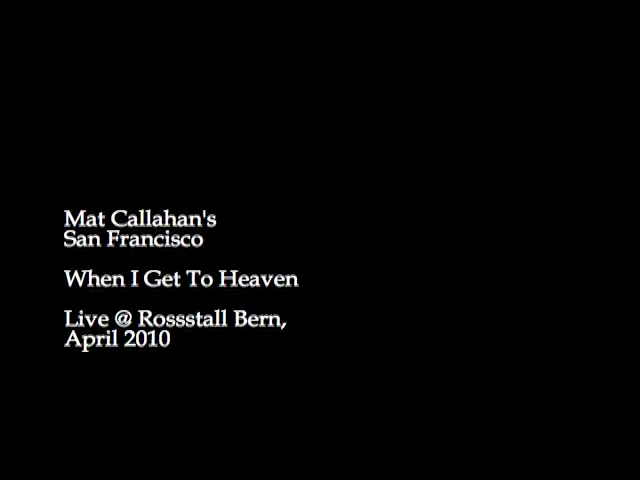 Mat Callahan's
San Francisco
When I Get To Heaven
Live @ Rossstall Bern,
April 2010